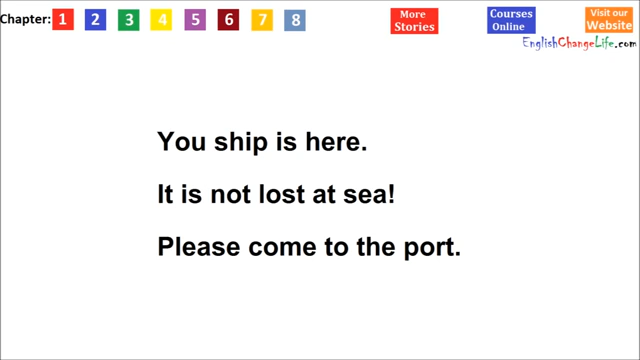 Chapter: 1 2 3 4 5 6 7 8 More Stories Courses Online Visit our Website
EnglishChangeLife.com
You ship is here.
It is not lost at sea!
Please come to the port.